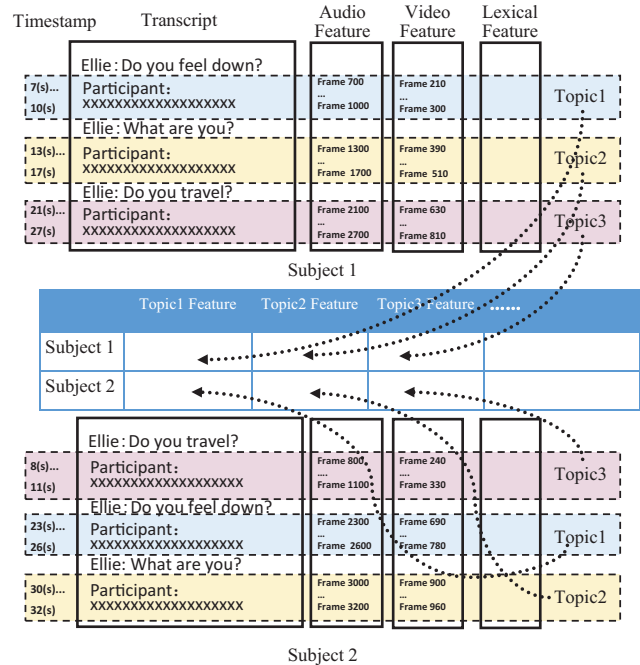 Timestamp Transcript Audio Feature Video Feature Lexical Feature
Ellie: Do you feel down?
7(s)... Participant: Frame 700 Frame 210
... ... Topic1
10(s) XXXXXXXXXXXXXXXXXXX Frame 1000 Frame 300
Ellie: What are you?
13(s)... Participant: Frame 1300 Frame 390
... ... Topic2
17(s) XXXXXXXXXXXXXXXXXXX Frame 1700 Frame 510
Ellie: Do you travel?
21(s)... Participant: Frame 2100 Frame 630
... ... Topic3
27(s) XXXXXXXXXXXXXXXXXXX Frame 2700 Frame 810
Subject 1
Topic1 Feature Topic2 Feature Topic3 Feature ......
Subject 1
Subject 2
Ellie: Do you travel?
8(s)... Participant: Frame 800 Frame 240
.... .... Topic3
11(s) XXXXXXXXXXXXXXXXXXX Frame 1100 Frame 330
Ellie: Do you feel down?
23(s)... Participant: Frame 2300 Frame 690
... ... Topic1
26(s) XXXXXXXXXXXXXXXXXXX Frame 2600 Frame 780
Ellie: What are you?
30(s)... Participant: Frame 3000 Frame 900
... ... Topic2
32(s) XXXXXXXXXXXXXXXXXXX Frame 3200 Frame 960
Subject 2